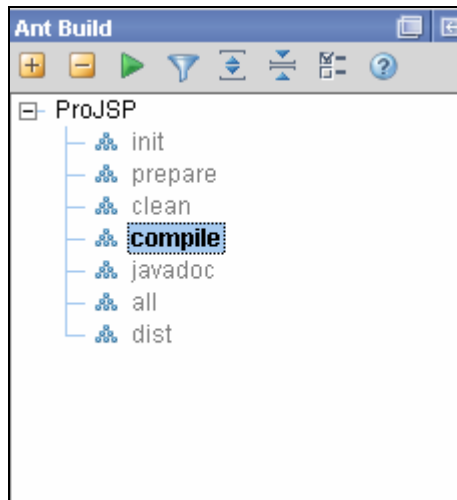 Ant Build
ProJSP
init
prepare
clean
compile
javadoc
all
dist